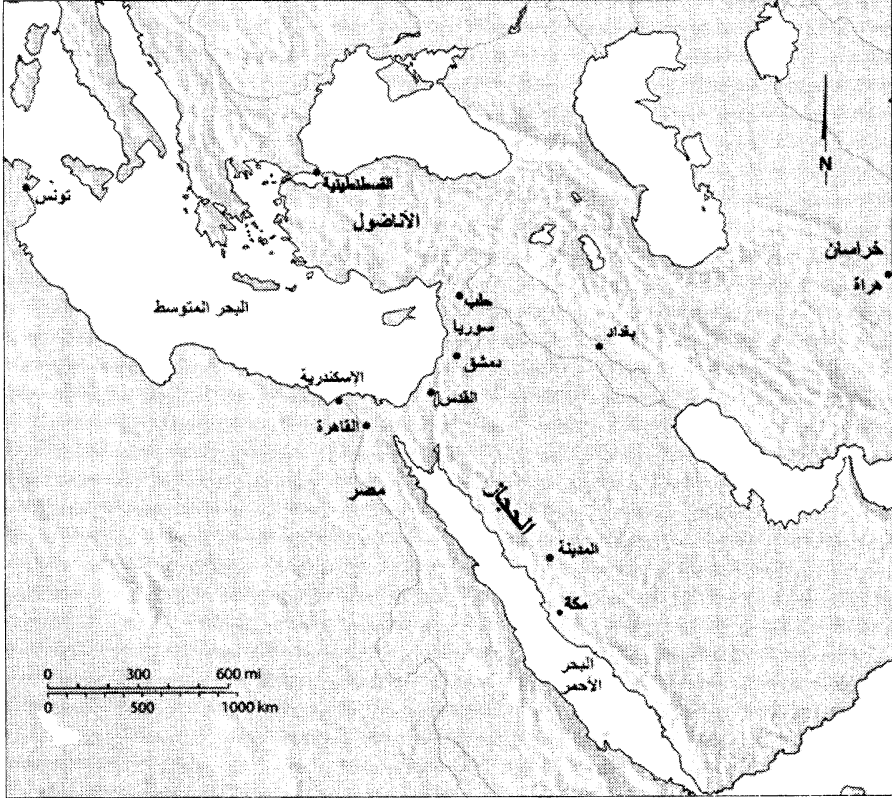 N
تونس
القسطنطينية
الأناضول
خراسان
هراة
البحر المتوسط
حلب
سوريا
بغداد
دمشق
الإسكندرية
القدس
القاهرة
مصر
الحجاز
المدينة
مكة
البحر
الأحمر
0 300 600 mi
0 500 1000 km